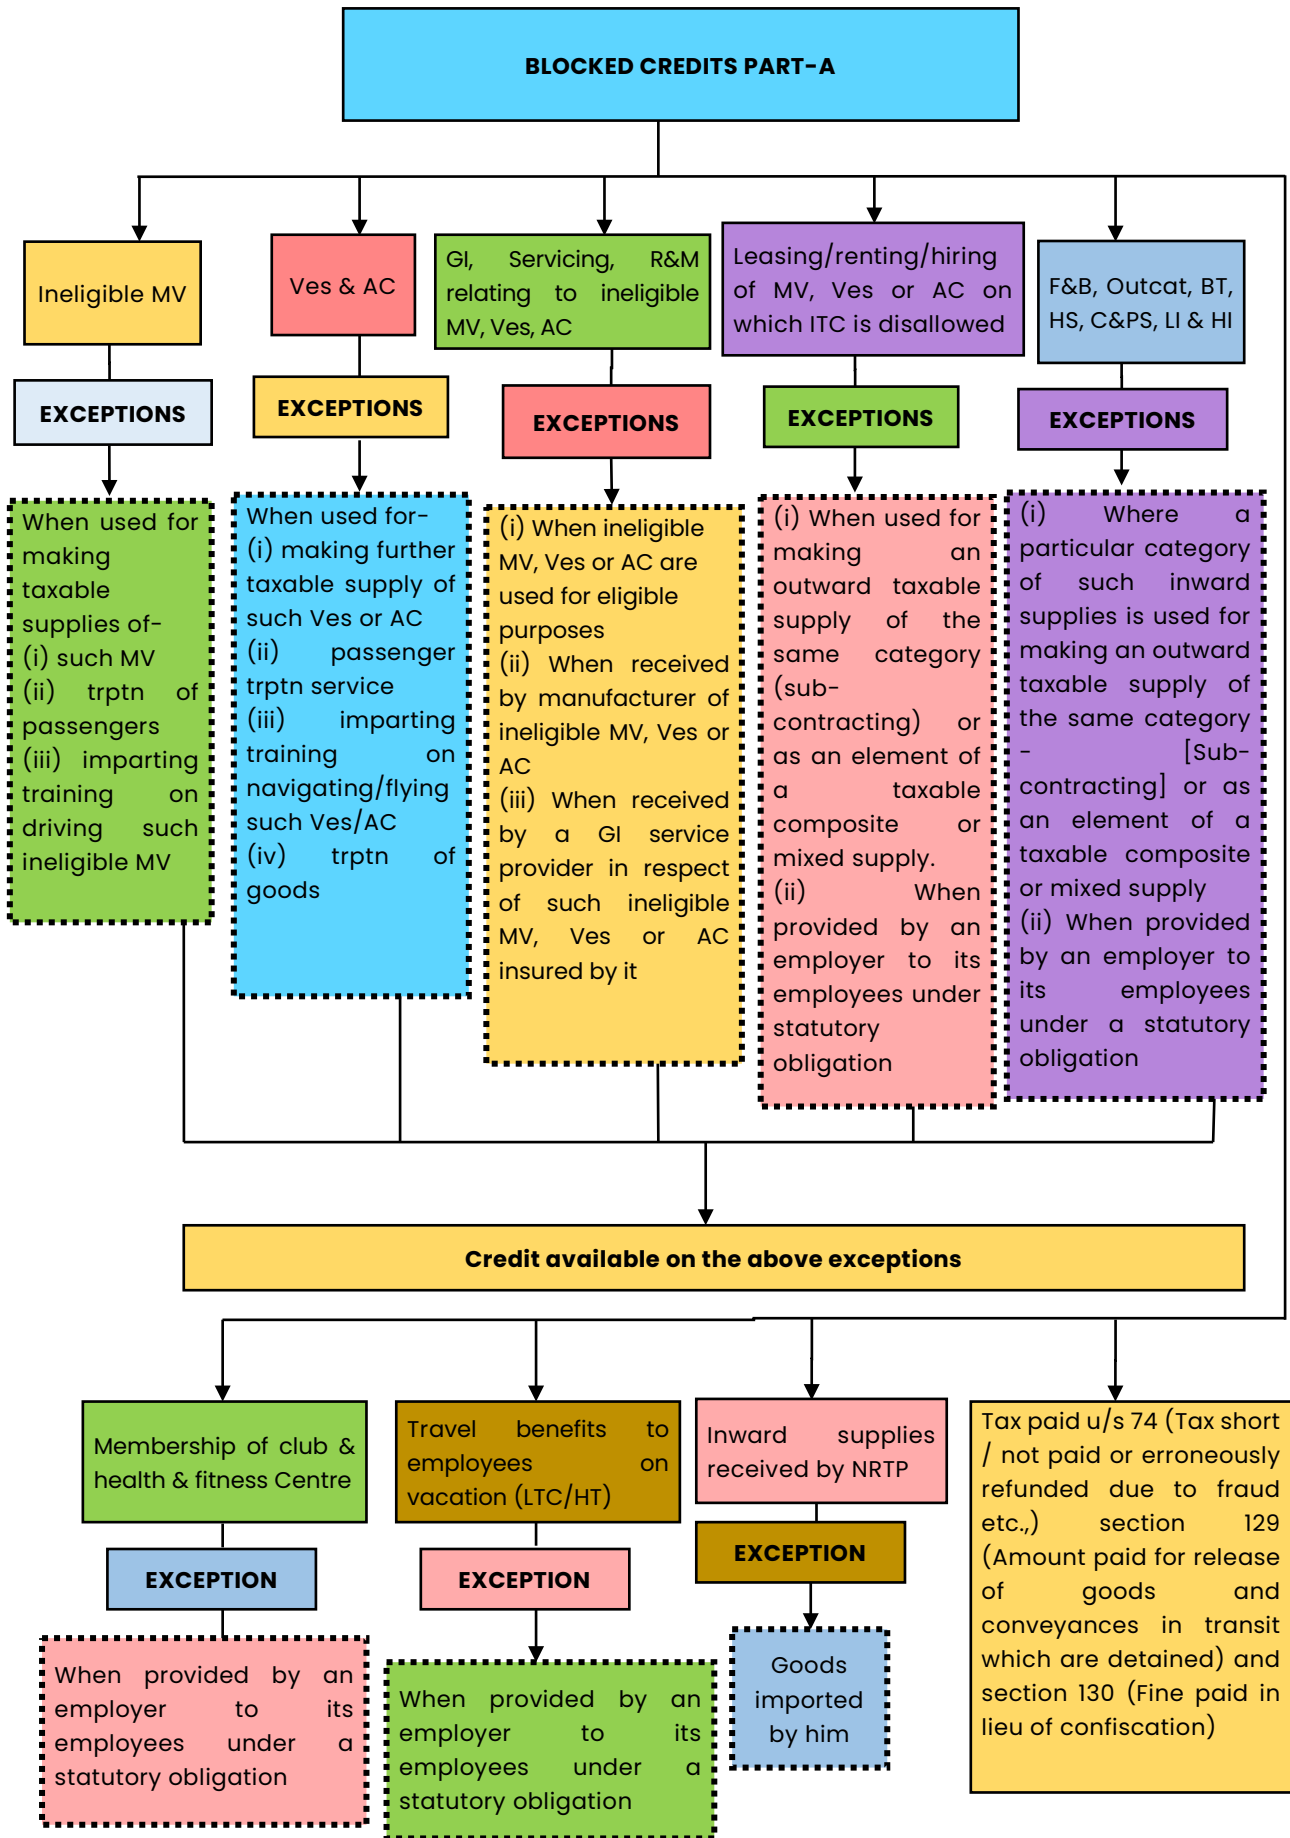 BLOCKED CREDITS PART-A
Ineligible MV
Ves & AC
GI, Servicing, R&M
relating to ineligible
MV, Ves, AC
Leasing/renting/hiring
of MV, Ves or AC on
which ITC is disallowed
F&B, Outcat, BT,
HS, C&PS, LI & HI
EXCEPTIONS
EXCEPTIONS
EXCEPTIONS
EXCEPTIONS
EXCEPTIONS
When used for
making
taxable
supplies of-
(i) such MV
(ii) trptn of
passengers
(iii) imparting
training on
driving such
ineligible MV
When used for-
(i) making further
taxable supply of
such Ves or AC
(ii) passenger
trptn service
(iii) imparting
training on
navigating/flying
such Ves/AC
(iv) trptn of
goods
(i) When ineligible
MV, Ves or AC are
used for eligible
purposes
(ii) When received
by manufacturer of
ineligible MV, Ves or
AC
(iii) When received
by a GI service
provider in respect
of such ineligible
MV, Ves or AC
insured by it
(i) When used for
making an
outward taxable
supply of the
same category
(sub-
contracting) or
as an element of
a taxable
composite or
mixed supply.
(ii) When
provided by an
employer to its
employees under
statutory
obligation
(i) Where a
particular category
of such inward
supplies is used for
making an outward
taxable supply of
the same category
- [Sub-
contracting] or as
an element of a
taxable composite
or mixed supply
(ii) When provided
by an employer to
its employees
under a statutory
obligation
Credit available on the above exceptions
Membership of club &
health & fitness Centre
Travel benefits to
employees on
vacation (LTC/HT)
Inward supplies
received by NRTP
Tax paid u/s 74 (Tax short
/ not paid or erroneously
refunded due to fraud
etc.,) section 129
(Amount paid for release
of goods and
conveyances in transit
which are detained) and
section 130 (Fine paid in
lieu of confiscation)
EXCEPTION
EXCEPTION
EXCEPTION
When provided by an
employer to its
employees under a
statutory obligation
When provided by an
employer to its
employees under a
statutory obligation
Goods
imported
by him